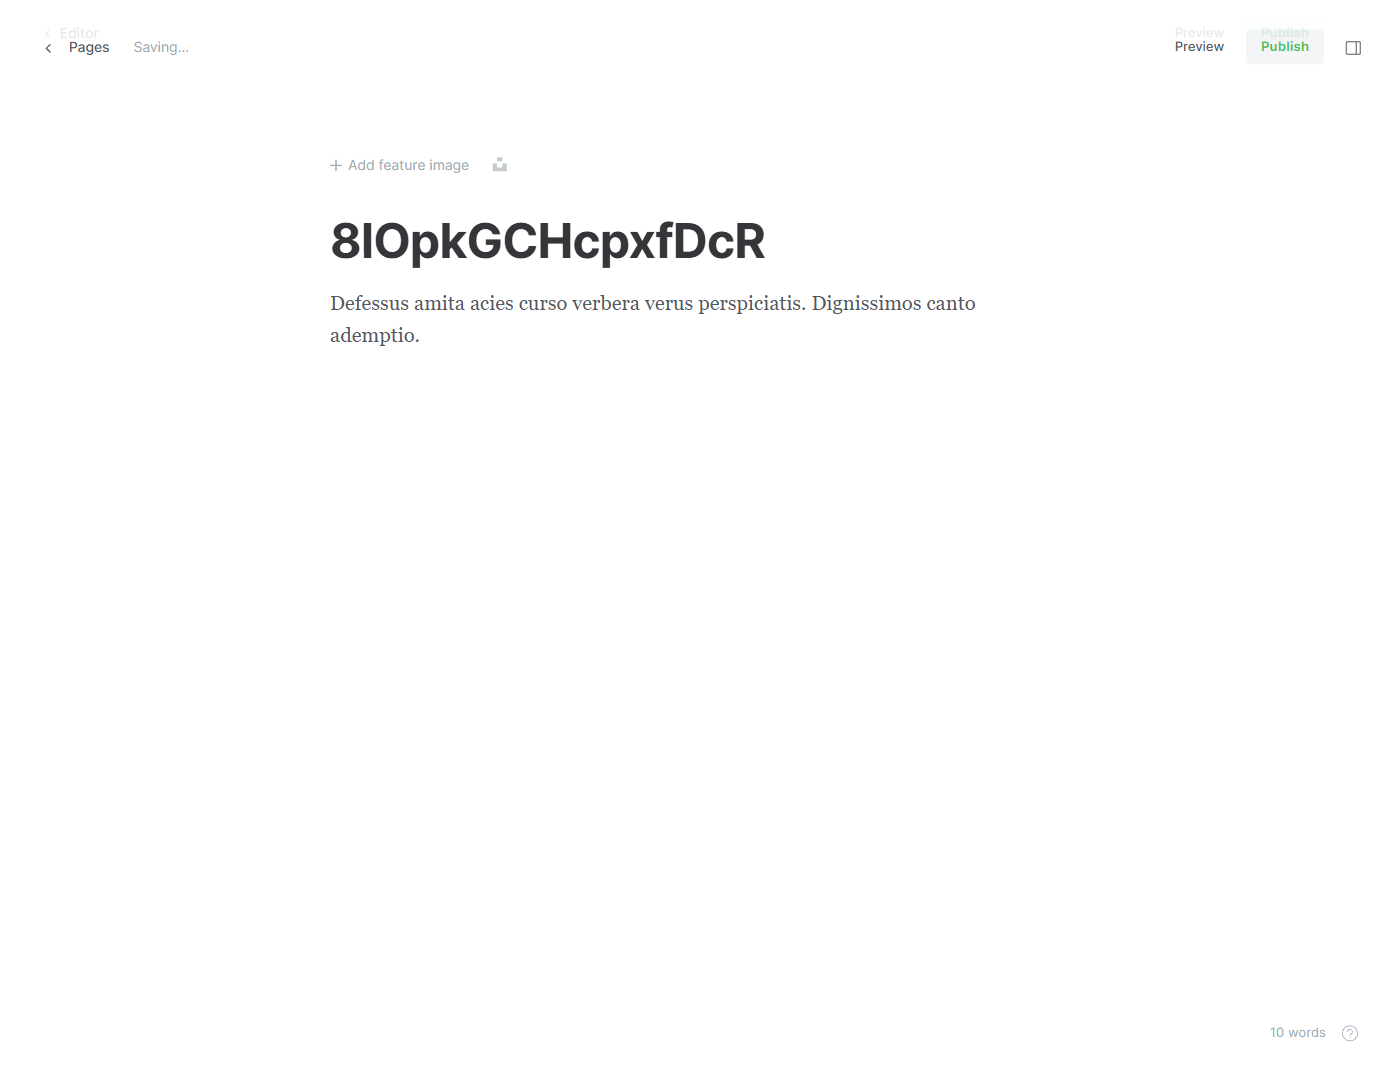 Editor
Pages Saving...
Preview Publish
Preview Publish
Add feature image
8lOpkGCHcpxfDcR
Defessus amita acies curso verbera verus perspiciatis. Dignissimos canto
ademptio.
10 words